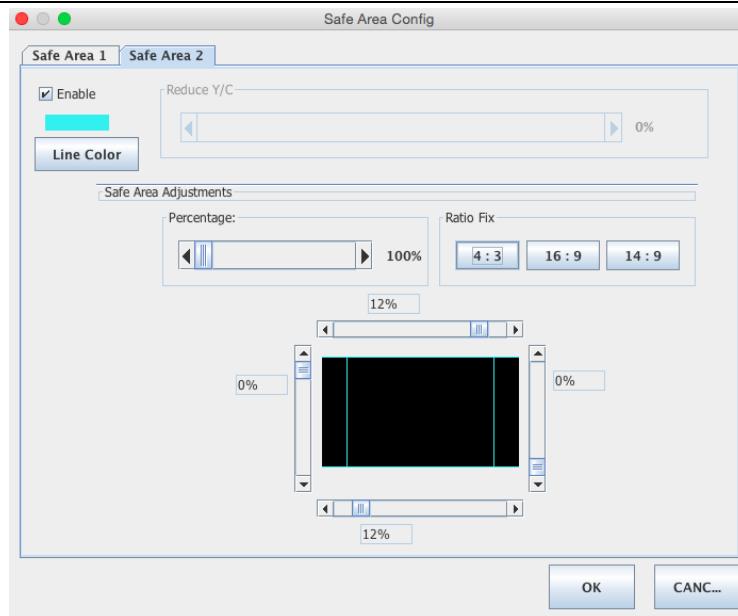 Safe Area Config
Safe Area 1 Safe Area 2
Enable
Reduce Y/C
0%
Line Color
Safe Area Adjustments
Percentage:
100%
Ratio Fix
4 : 3 16 : 9 14 : 9
12%
0%
0%
12%
OK CANC...